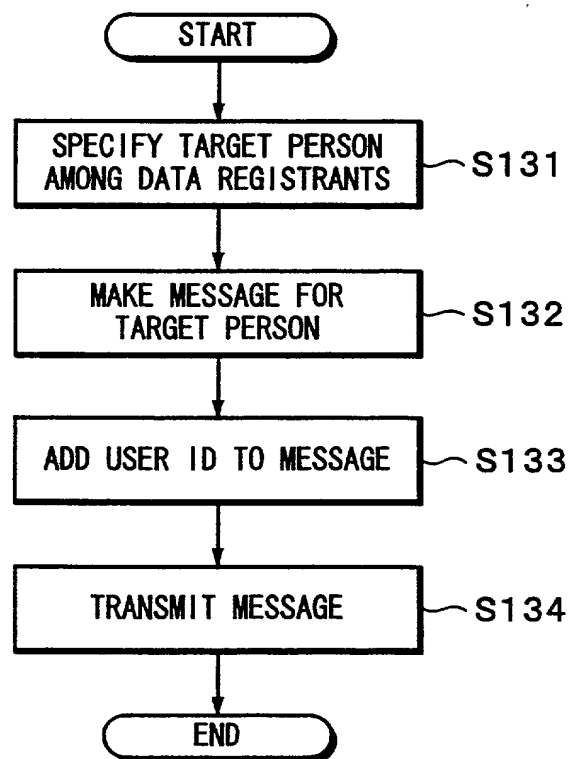 START
SPECIFY TARGET PERSON
AMONG DATA REGISTRANTS
S131
MAKE MESSAGE FOR
TARGET PERSON
S132
ADD USER ID TO MESSAGE
S133
TRANSMIT MESSAGE
S134
END